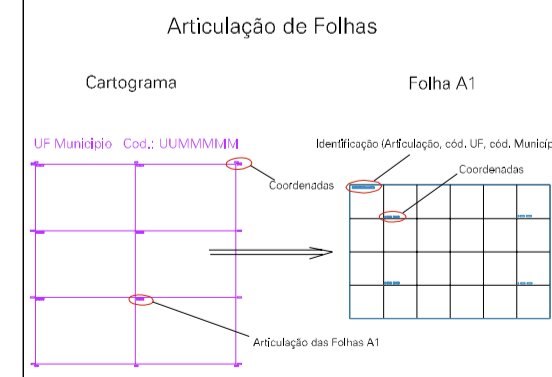 Articulação de Folhas
Cartograma
Folha A1
UF Municipio Cod.: UUMMMMM
Identificação (Articulação, cód. UF, cód. Municíp
Coordenadas
Coordenadas
Articulação das Folhas A1